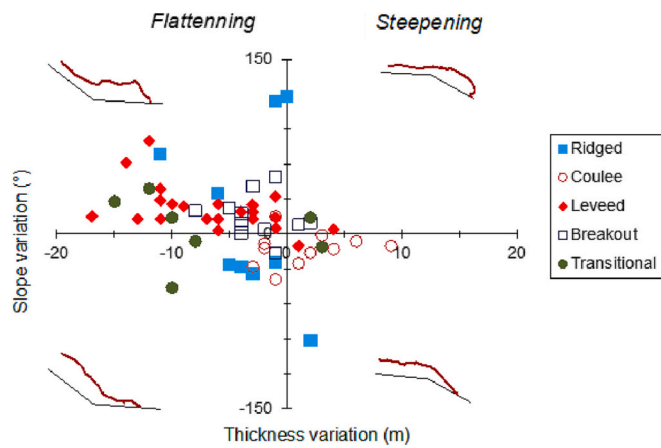 Flattenning
Steepening
150
Slope variation (°)
-20
-10
0
10
20
-150
Thickness variation (m)
Ridged
Coulee
Leveed
Breakout
Transitional